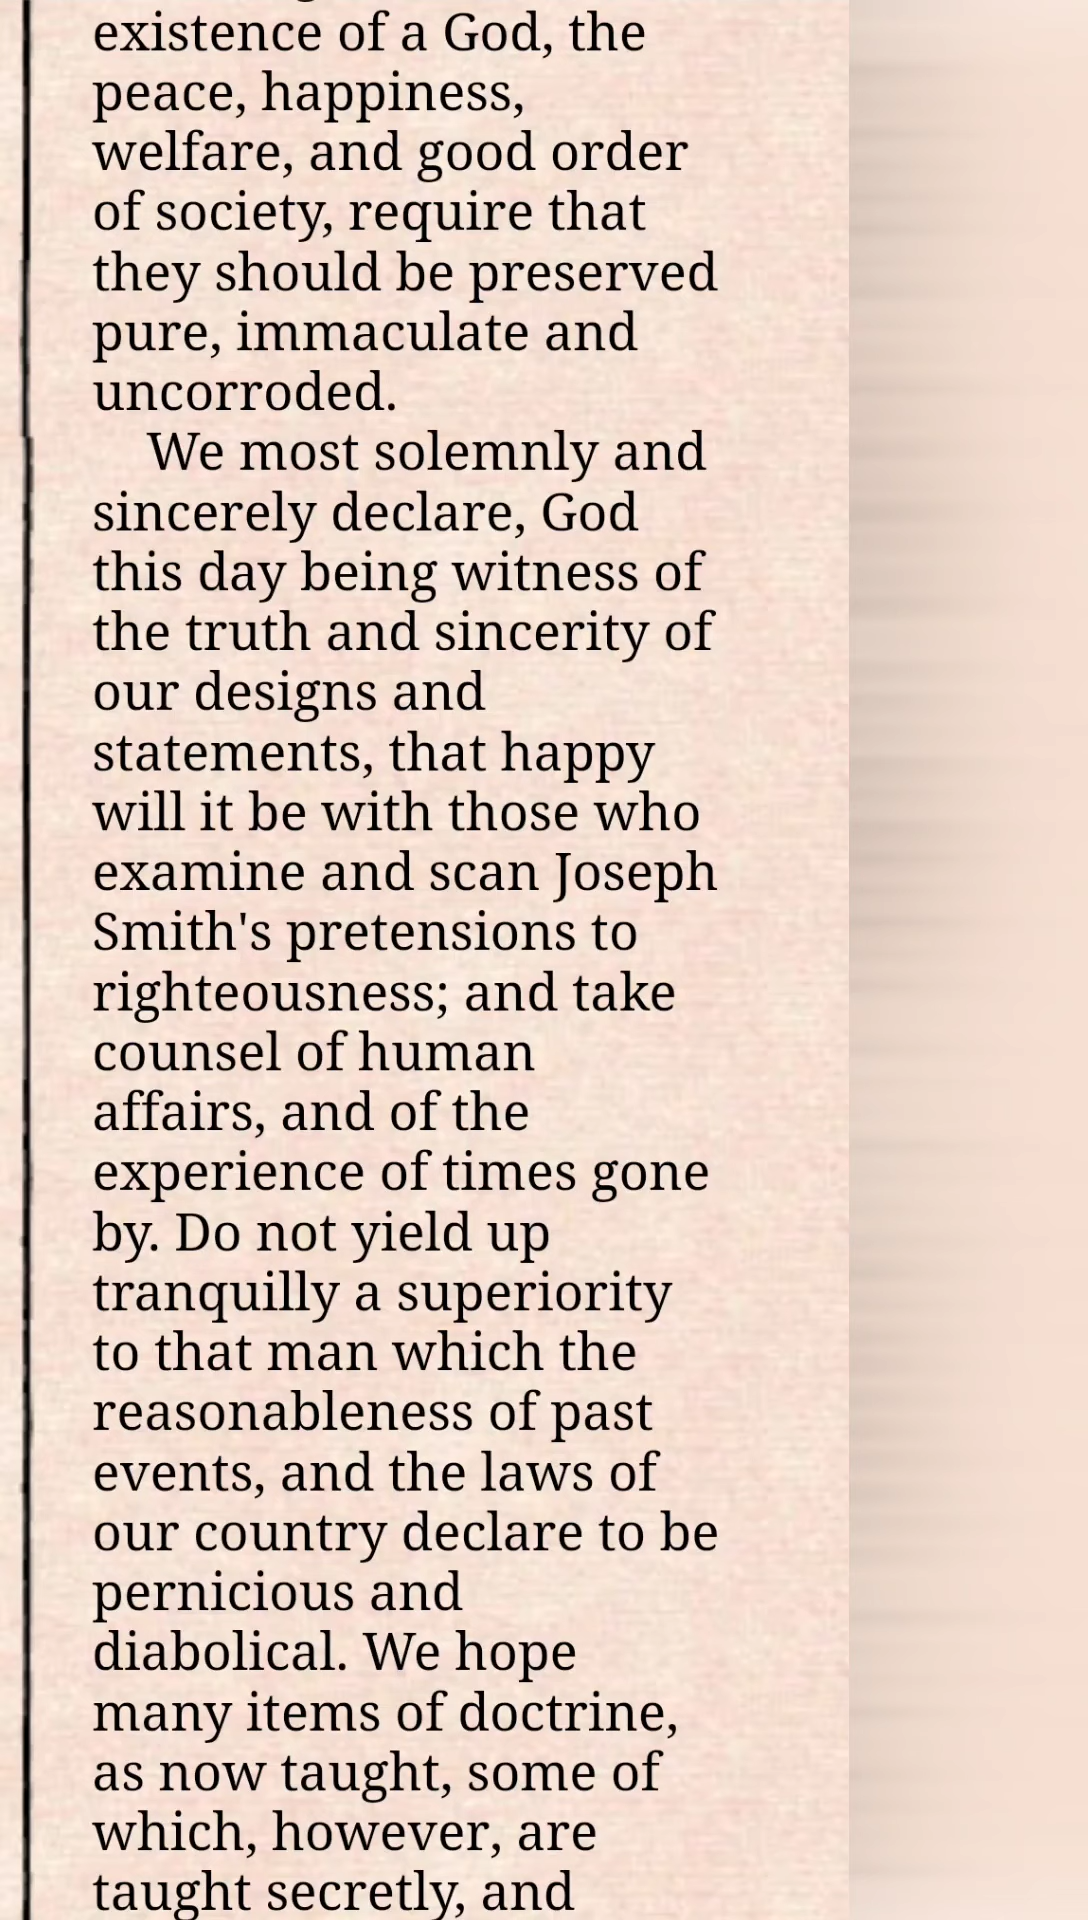 existence of a God, the
peace, happiness,
welfare, and good order
of society, require that
they should be preserved
pure, immaculate and
uncorroded.
We most solemnly and
sincerely declare, God
this day being witness of
the truth and sincerity of
our designs and
statements, that happy
will it be with those who
examine and scan Joseph
Smith's pretensions to
righteousness; and take
counsel of human
affairs, and of the
experience of times gone
by. Do not yield up
tranquilly a superiority
to that man which the
reasonableness of past
events, and the laws of
our country declare to be
pernicious and
diabolical. We hope
many items of doctrine,
as now taught, some of
which, however, are
taught secretly, and